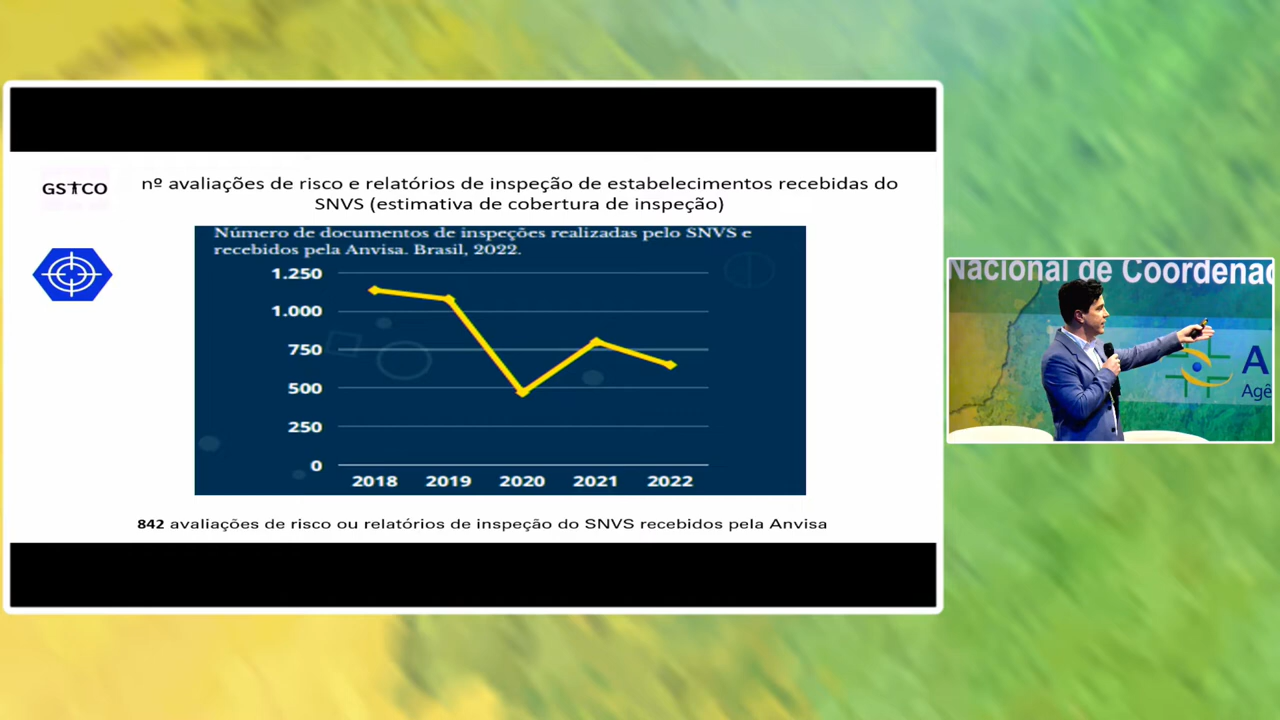 GSTCO
nº avaliações de risco e relatórios de inspeção de estabelecimentos recebidas do
SNVS (estimativa de cobertura de inspeção)
Número de documentos de inspeções realizadas pelo SNVS e
recebidos pela Anvisa. Brasil, 2022.
1.250
1.000
750
500
250
0
2018 2019 2020 2021 2022
842 avaliações de risco ou relatórios de inspeção do SNVS recebidos pela Anvisa
Nacional de Coordenac
A
Agê